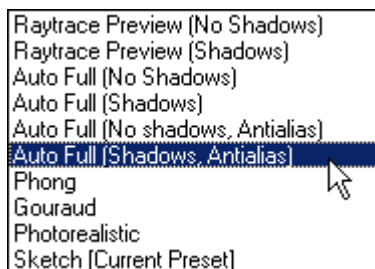 Raytrace Preview (No Shadows)
Raytrace Preview (Shadows)
Auto Full (No Shadows)
Auto Full (Shadows)
Auto Full (No shadows, Antialias)
Auto Full (Shadows, Antialias)
Phong
Gouraud
Photorealistic
Sketch [Current Preset]